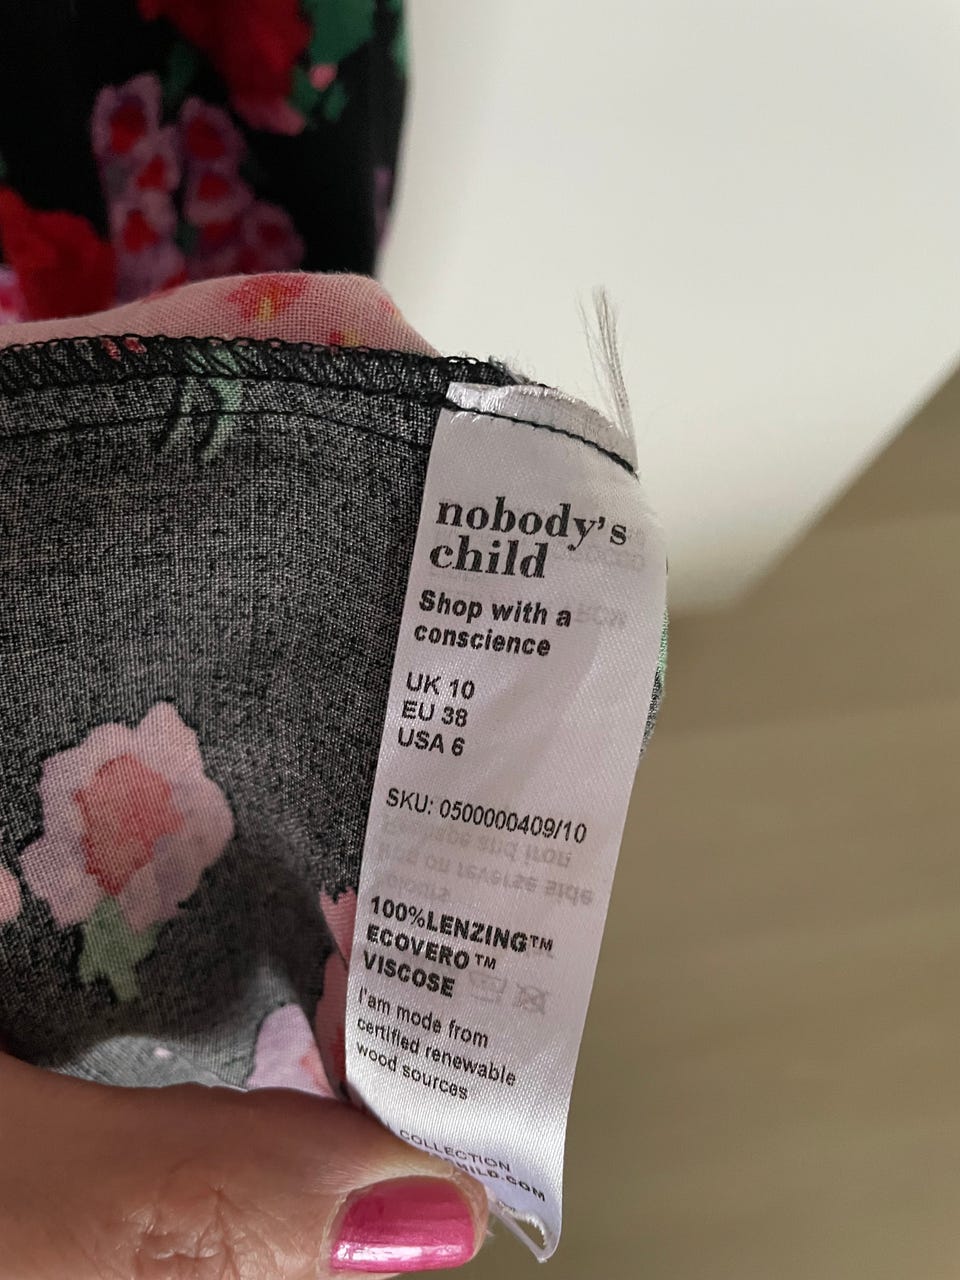 nobody's
child
Shop with a
conscience
UK 10
EU 38
USA 6
SKU: 0500000409/10
100%LENZING™
ECOVERO™
VISCOSE
I'am made from
certified renewable
wood sources
COLLECTION